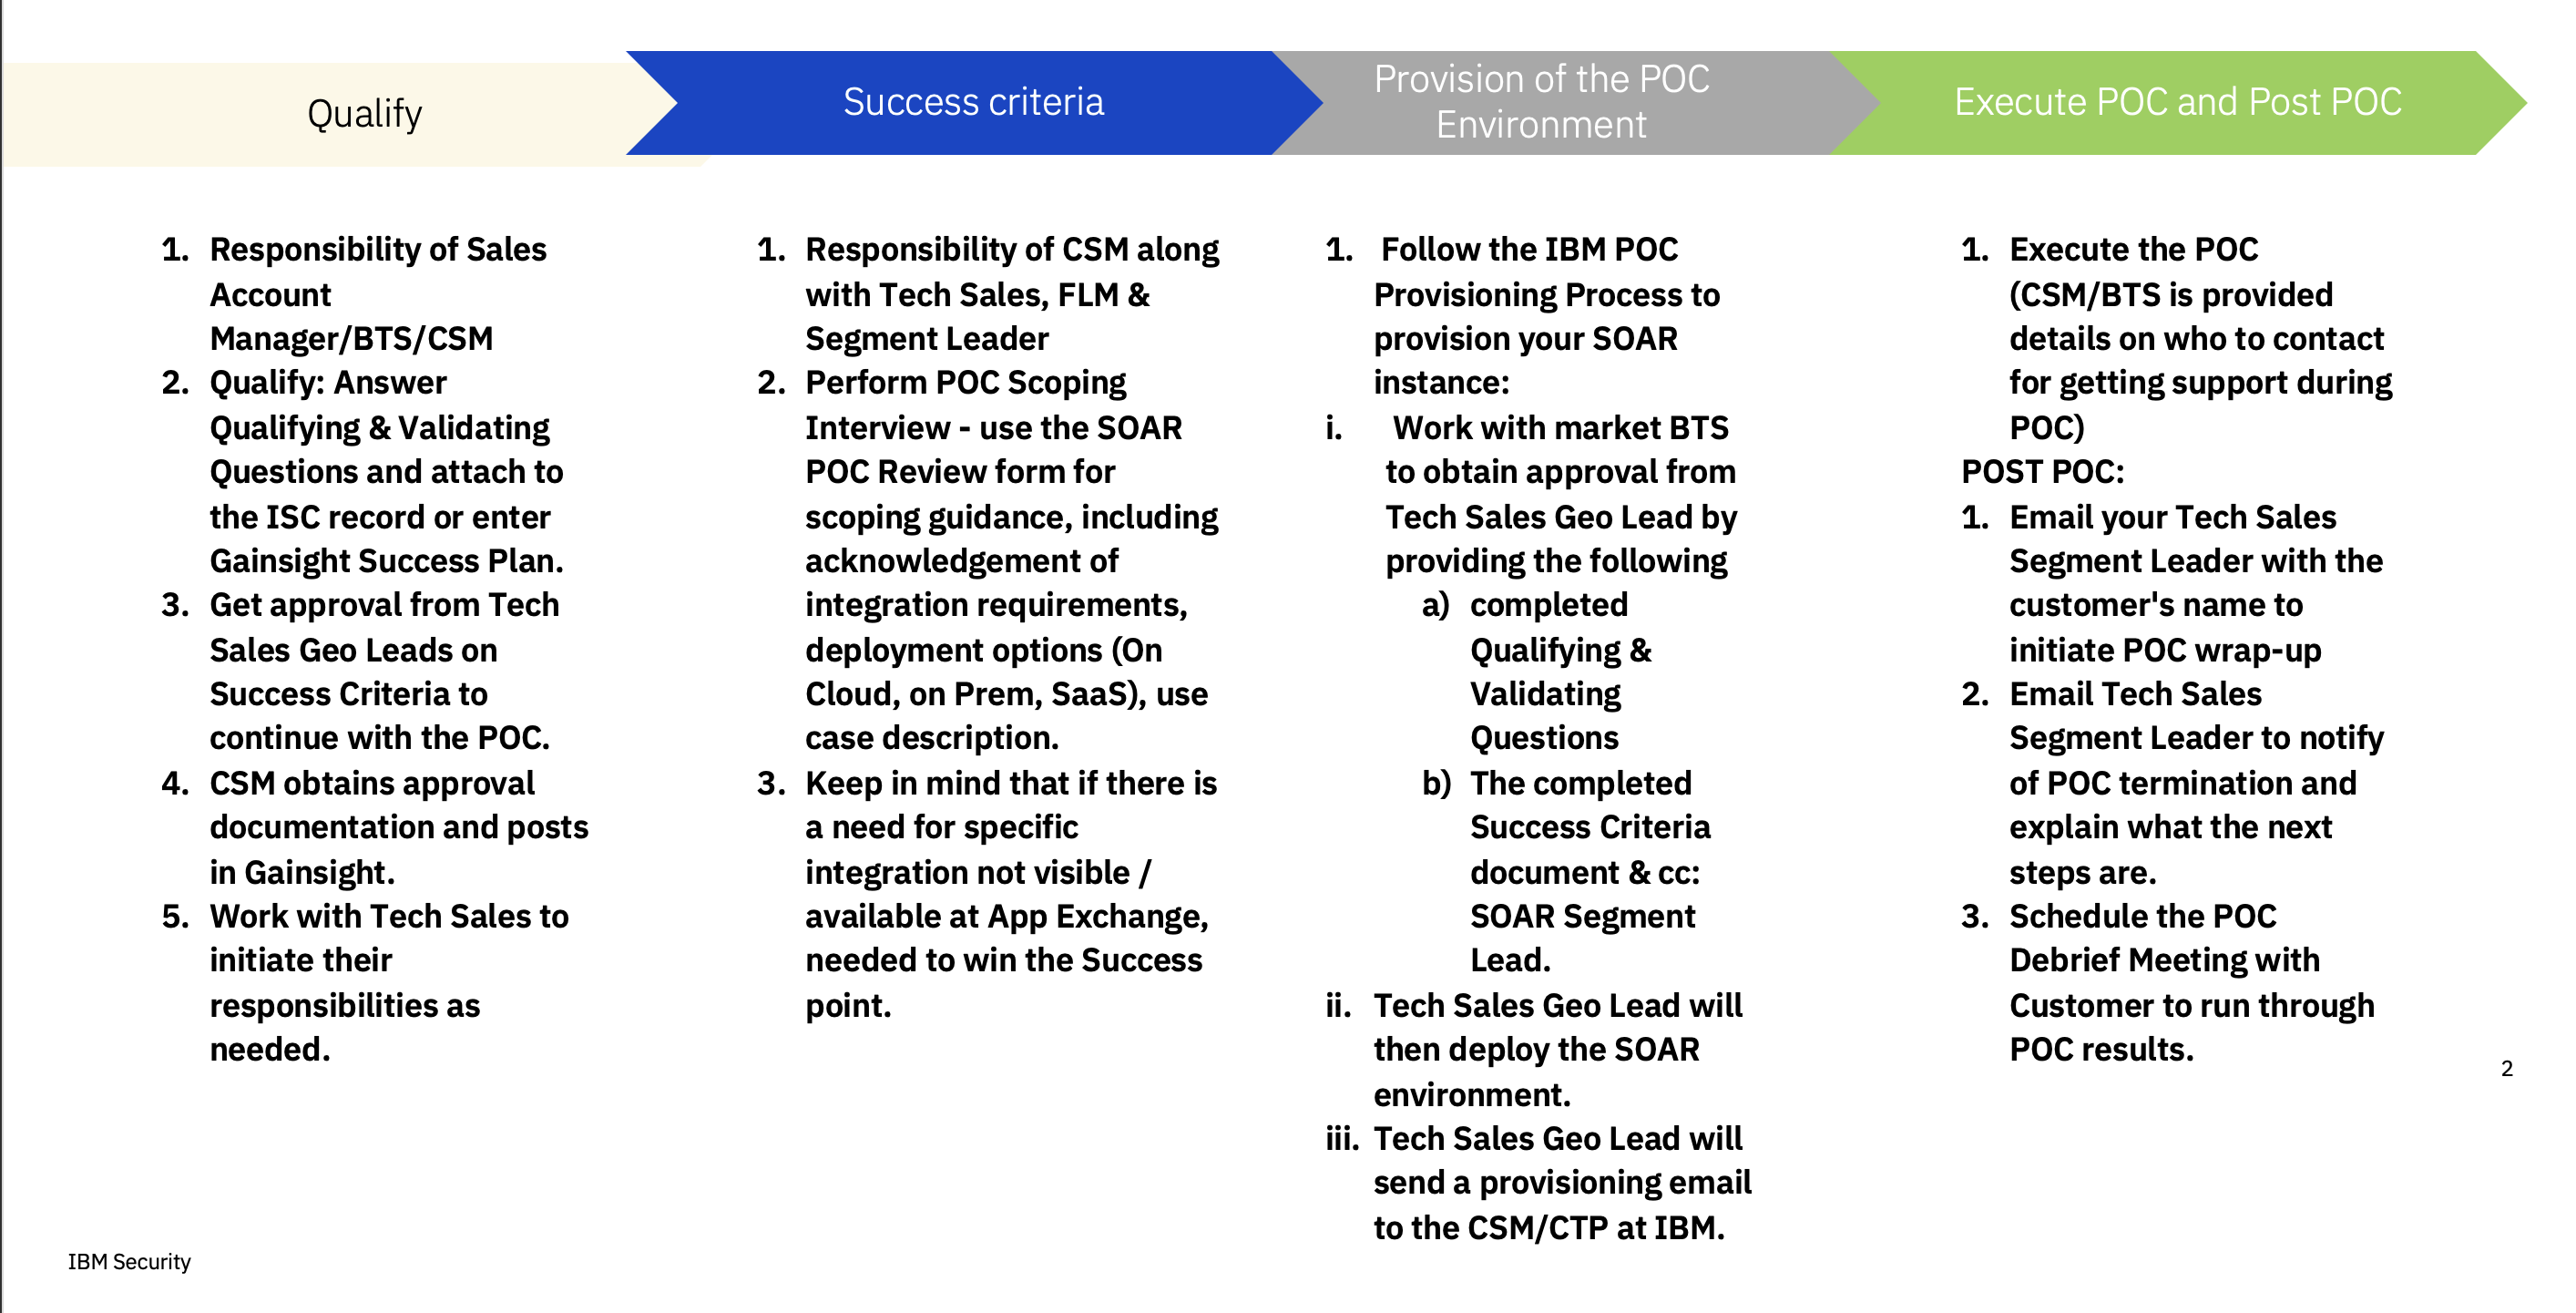 Qualify
Success criteria
Provision of the POC
Environment
Execute POC and Post POC
1. Responsibility of Sales
Account
Manager/BTS/CSM
2. Qualify: Answer
Qualifying & Validating
Questions and attach to
the ISC record or enter
Gainsight Success Plan.
3. Get approval from Tech
Sales Geo Leads on
Success Criteria to
continue with the POC.
4. CSM obtains approval
documentation and posts
in Gainsight.
5. Work with Tech Sales to
initiate their
responsibilities as
needed.
1. Responsibility of CSM along
with Tech Sales, FLM &
Segment Leader
2. Perform POC Scoping
Interview - use the SOAR
POC Review form for
scoping guidance, including
acknowledgement of
integration requirements,
deployment options (On
Cloud, on Prem, SaaS), use
case description.
3. Keep in mind that if there is
a need for specific
integration not visible /
available at App Exchange,
needed to win the Success
point.
1. Follow the IBM POC
Provisioning Process to
provision your SOAR
instance:
i. Work with market BTS
to obtain approval from
Tech Sales Geo Lead by
providing the following
a) completed
Qualifying &
Validating
Questions
b) The completed
Success Criteria
document & cc:
SOAR Segment
Lead.
ii. Tech Sales Geo Lead will
then deploy the SOAR
environment.
iii. Tech Sales Geo Lead will
send a provisioning email
to the CSM/CTP at IBM.
1. Execute the POC
(CSM/BTS is provided
details on who to contact
for getting support during
POC)
POST POC:
1. Email your Tech Sales
Segment Leader with the
customer's name to
initiate POC wrap-up
2. Email Tech Sales
Segment Leader to notify
of POC termination and
explain what the next
steps are.
3. Schedule the POC
Debrief Meeting with
Customer to run through
POC results.
2
IBM Security